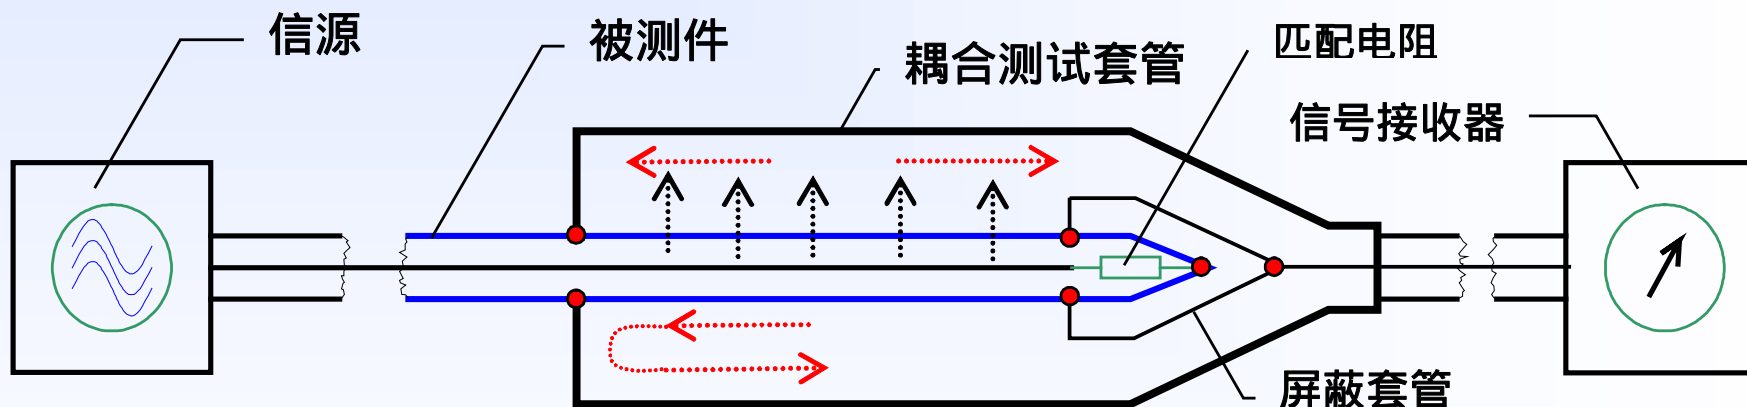 信源
被测件
耦合测试套管
匹配电阻
信号接收器
屏蔽套管